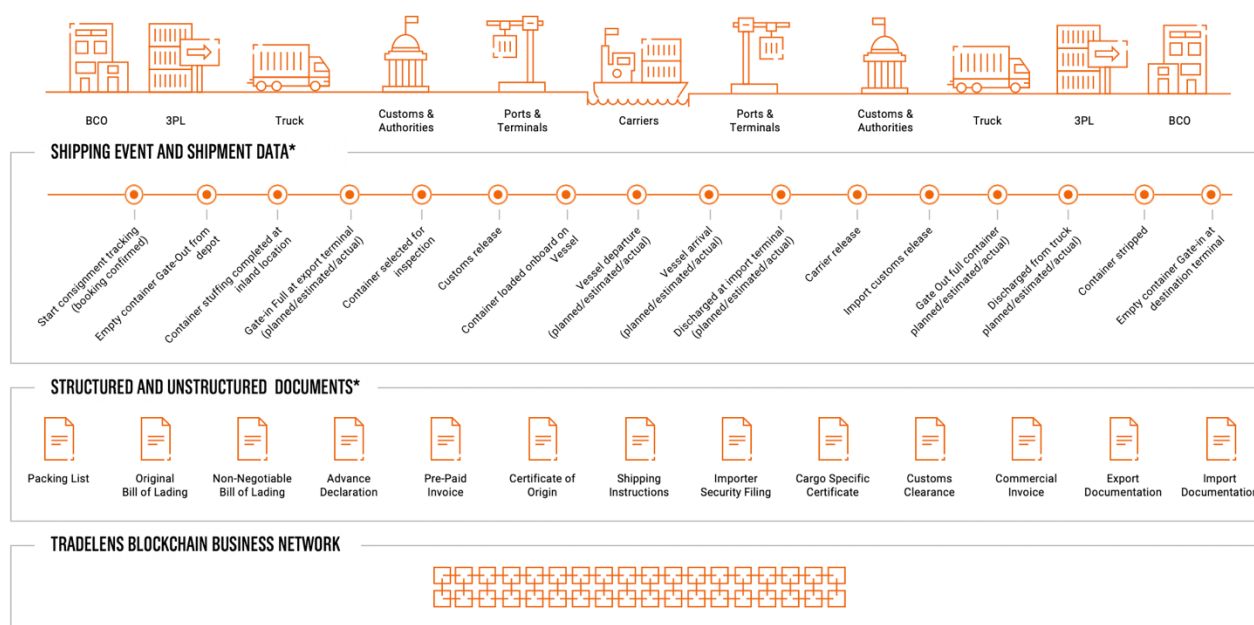 BCO
3PL
Truck
Customs &
Authorities
Ports &
Terminals
Carriers
Ports &
Terminals
Customs &
Authorities
Truck
3PL
BCO
SHIPPING EVENT AND SHIPMENT DATA*
Start consignment tracking
(booking confirmed)
Empty container Gate-Out from
depot
Container stuffing completed at
inland location
Gate-in Full at export terminal
(planned/estimated/actual)
Container selected for
inspection
Customs release
Container loaded onboard on
Vessel
Vessel departure
(planned/estimated/actual)
Vessel arrival
(planned/estimated/actual)
Discharged at import terminal
(planned/estimated/actual)
Carrier release
Import customs release
Gate Out full container
planned/estimated/actual)
Discharged from truck
planned/estimated/actual)
Container stripped
Empty container Gate-in at
destination terminal
STRUCTURED AND UNSTRUCTURED DOCUMENTS*
Packing List
Original
Bill of Lading
Non-Negotiable
Bill of Lading
Advance
Declaration
Pre-Paid
Invoice
Certificate of
Origin
Shipping
Instructions
Importer
Security Filing
Cargo Specific
Certificate
Customs
Clearance
Commercial
Invoice
Export
Documentation
Import
Documentation
TRADELENS BLOCKCHAIN BUSINESS NETWORK